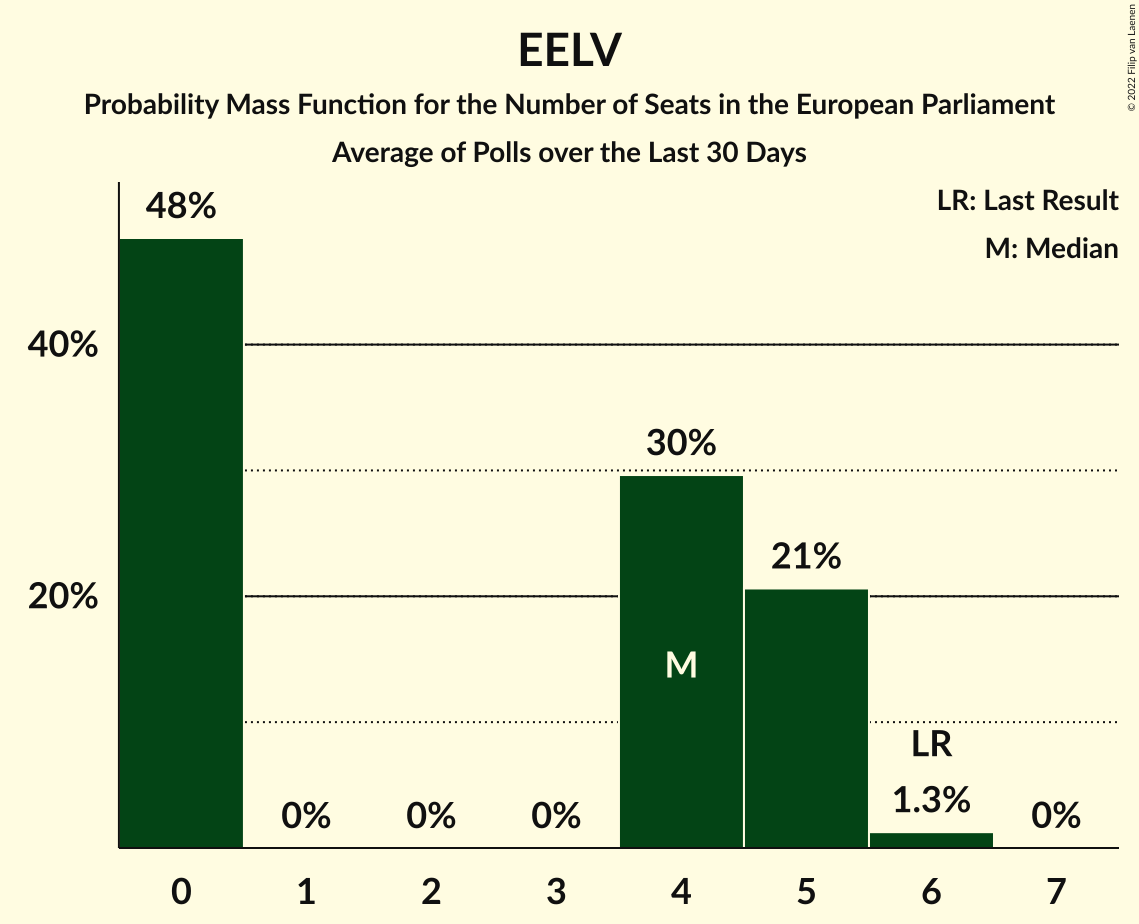 EELV
Probability Mass Function for the Number of Seats in the European Parliament
Average of Polls over the Last 30 Days
© 2022 Filip van Laenen
LR: Last Result
M: Median
48%
40%
30%
21%
20%
M
LR
1.3%
0% 0% 0% 0%
0 1 2 3 4 5 6 7